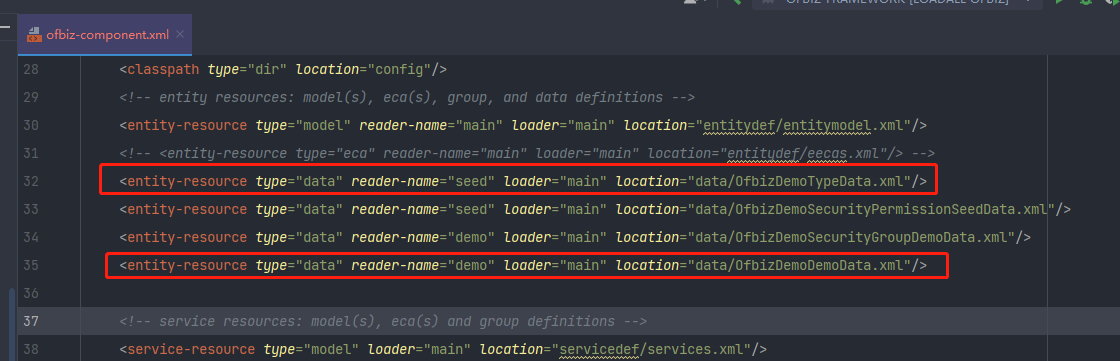 ofbiz-component.xml
28 <classpath type="dir" location="config"/>
29 <!-- entity resources: model(s), eca(s), group, and data definitions -->
30 <entity-resource type="model" reader-name="main" loader="main" location="entitydef/entitymodel.xml"/>
31 <!-- <entity-resource type="eca" reader-name="main" loader="main" location="entitydef/eecas.xml"/> -->
32 <entity-resource type="data" reader-name="seed" loader="main" location="data/OfbizDemoTypeData.xml"/>
33 <entity-resource type="data" reader-name="seed" loader="main" location="data/OfbizDemoSecurityPermissionSeedData.xml"/>
34 <entity-resource type="data" reader-name="demo" loader="main" location="data/OfbizDemoSecurityGroupDemoData.xml"/>
35 <entity-resource type="data" reader-name="demo" loader="main" location="data/OfbizDemoDemoData.xml"/>
36
37 <!-- service resources: model(s), eca(s) and group definitions -->
38 <service-resource type="model" loader="main" location="servicedef/services.xml"/>